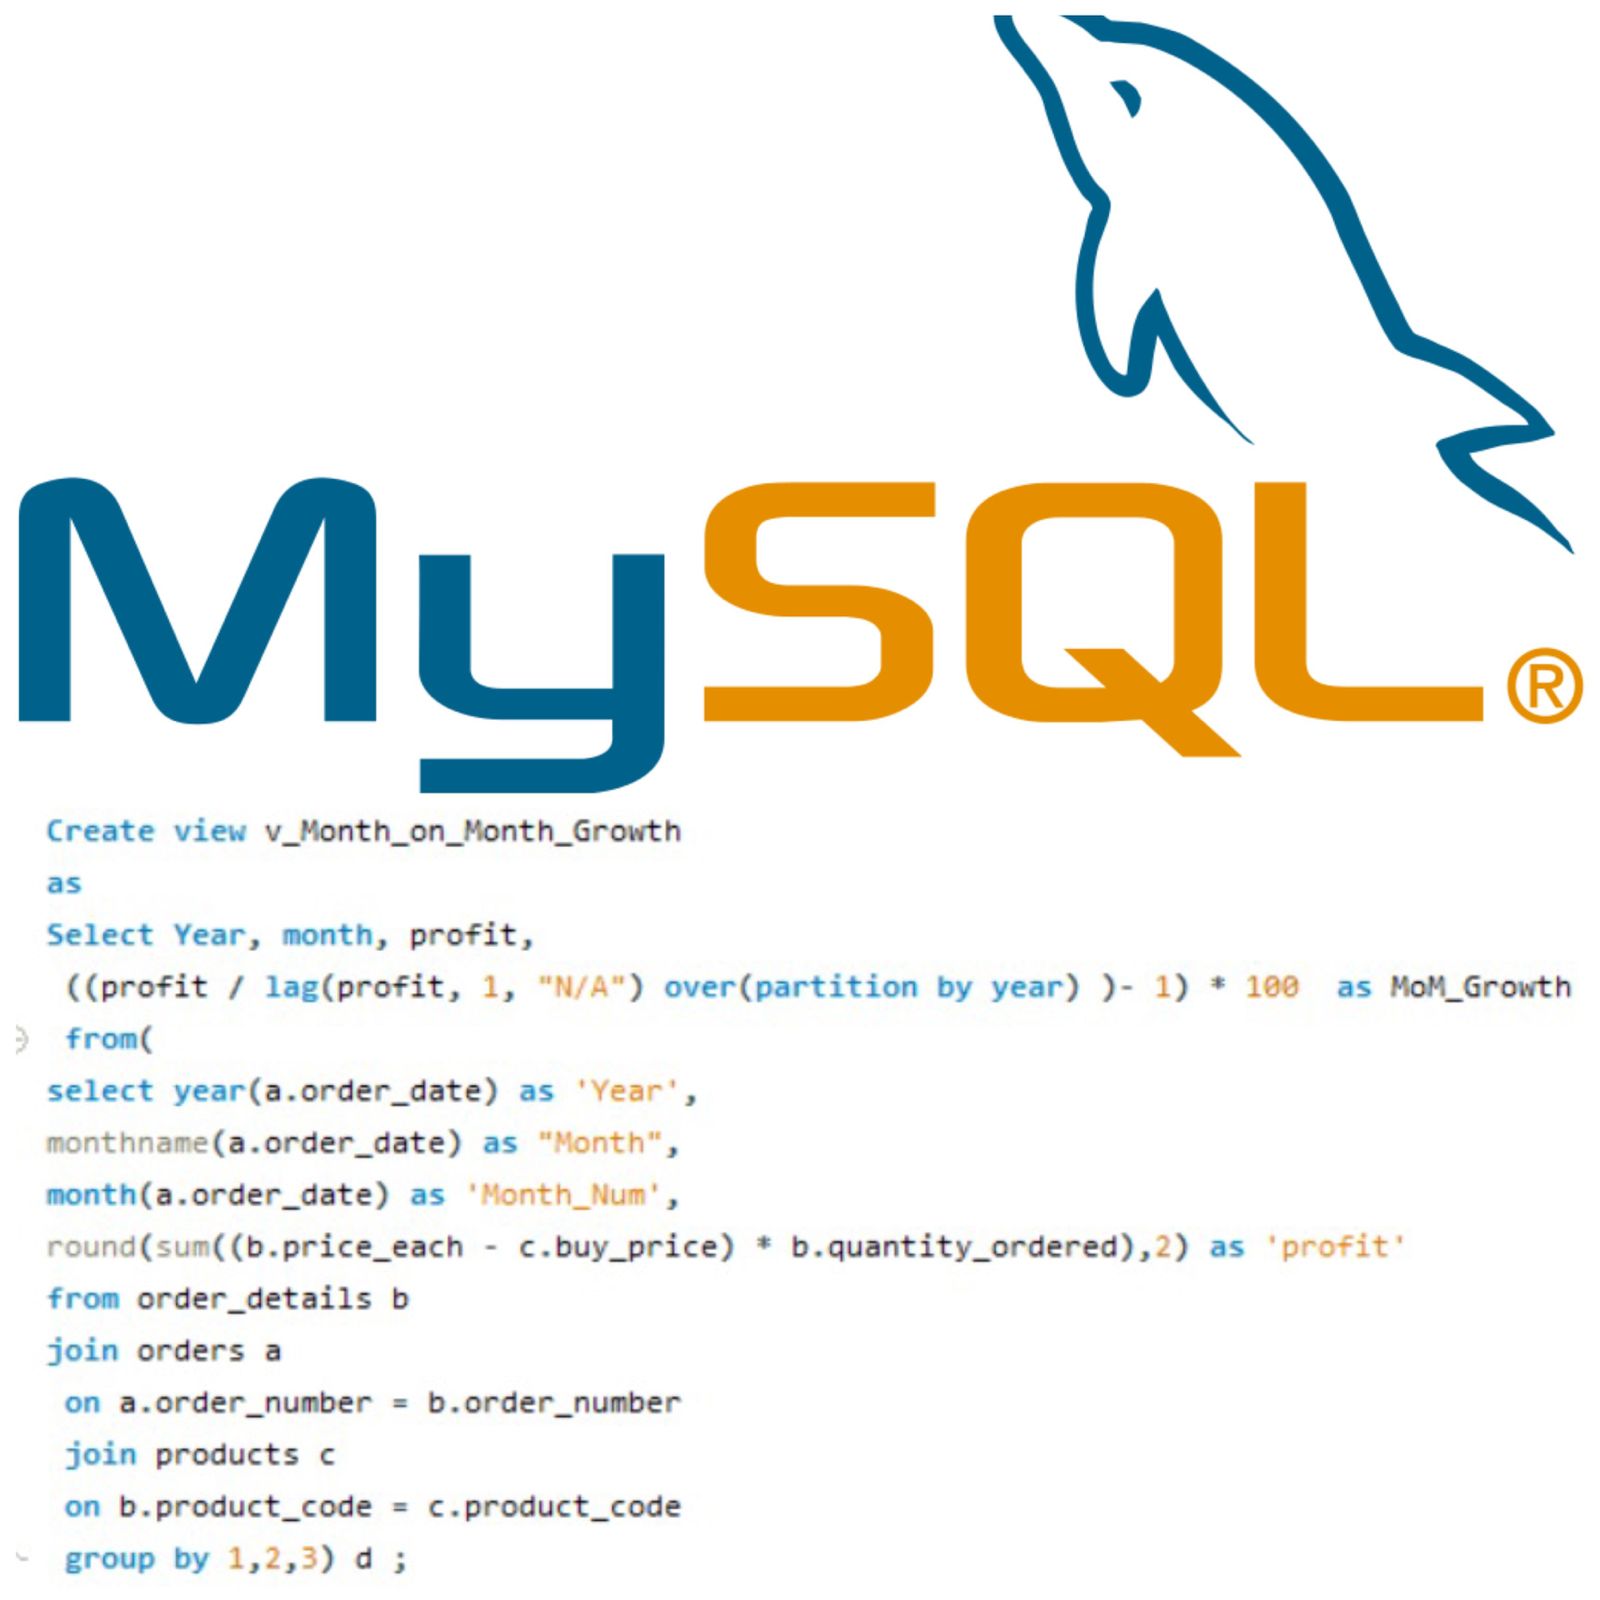 MySQL®
Create view v_Month_on_Month_Growth
as
Select Year, month, profit,
((profit / lag(profit, 1, "N/A") over(partition by year) )- 1) * 100  as MoM_Growth
from(
select year(a.order_date) as 'Year',
monthname(a.order_date) as "Month",
month(a.order_date) as 'Month_Num',
round(sum((b.price_each - c.buy_price) * b.quantity_ordered),2) as 'profit'
from order_details b
join orders a
on a.order_number = b.order_number
join products c
on b.product_code = c.product_code
group by 1,2,3) d ;